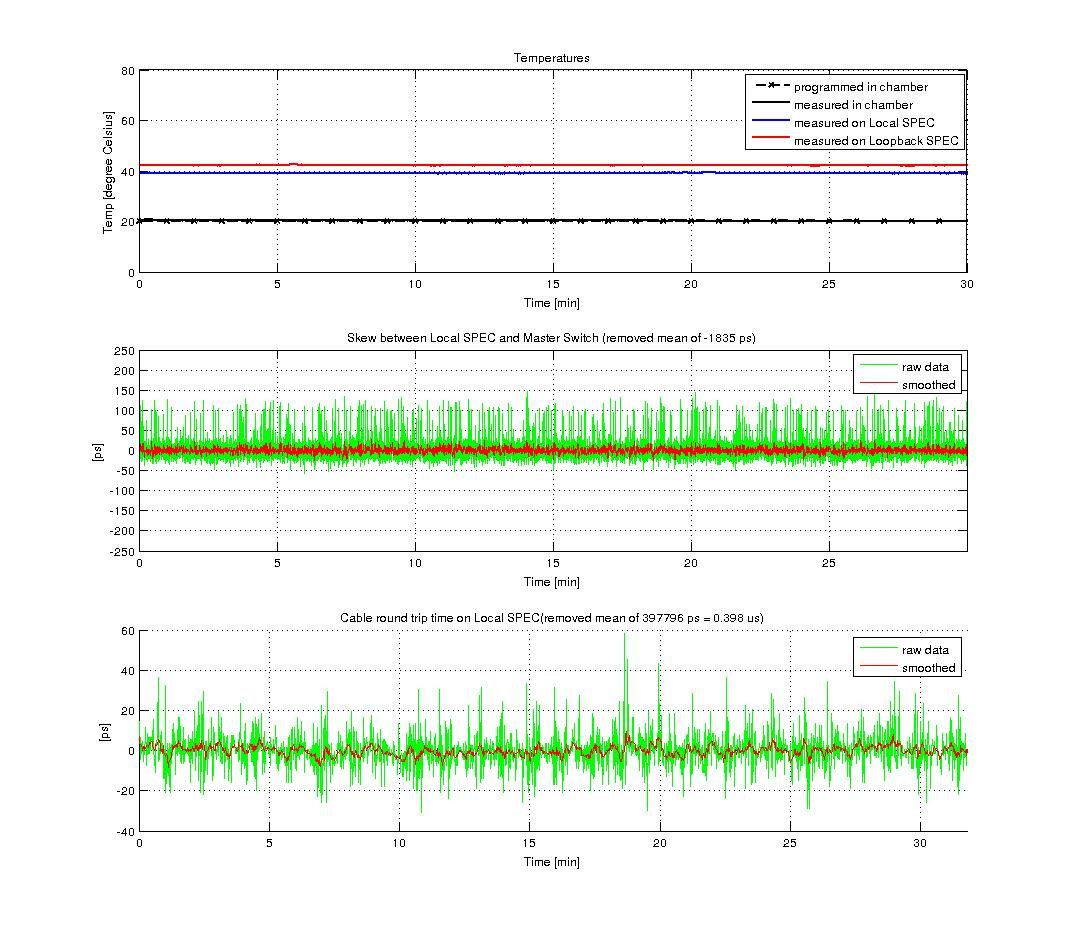 Temperatures
80
60
40
20
0
Temp [degree Celsius]
programmed in chamber
measured in chamber
measured on Local SPEC
measured on Loopback SPEC
0 5 10 15 20 25 30
Time [min]
Skew between Local SPEC and Master Switch (removed mean of -1835 ps)
250
200
150
100
50
0
-50
-100
-150
-200
-250
[ps]
raw data
smoothed
0 5 10 15 20 25
Time [min]
Cable round trip time on Local SPEC(removed mean of 397796 ps = 0.398 us)
60
40
20
0
-20
-40
[ps]
raw data
smoothed
0 5 10 15 20 25 30
Time [min]